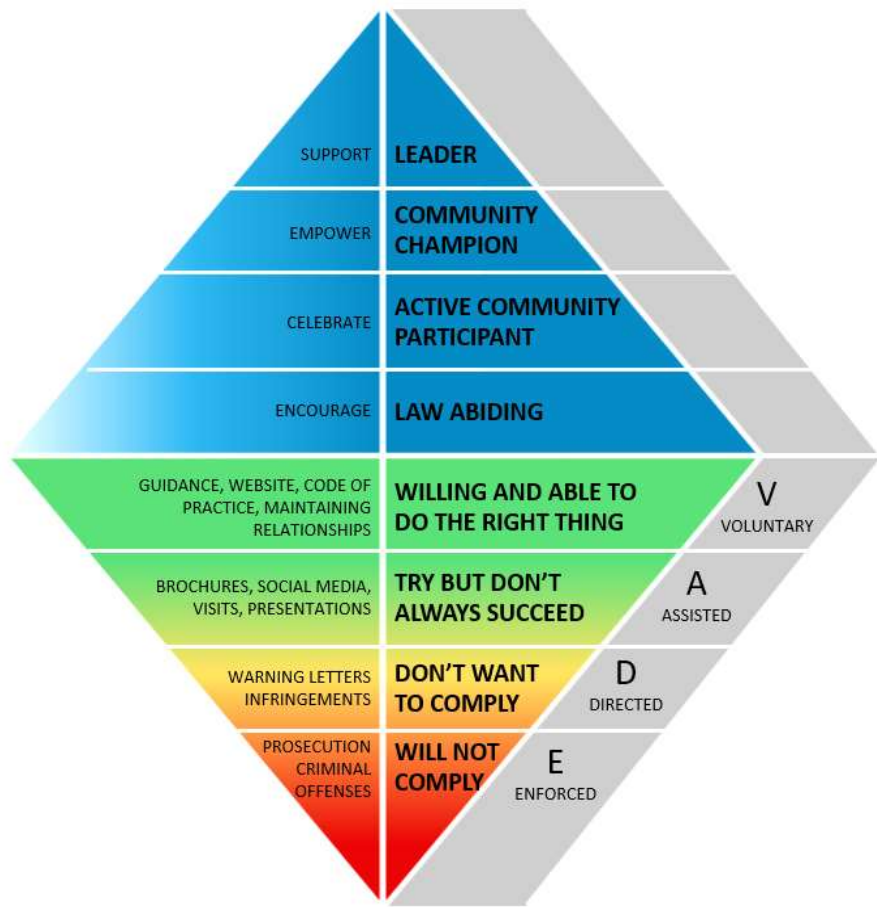 SUPPORT
LEADER
EMPOWER
COMMUNITY
CHAMPION
CELEBRATE
ACTIVE COMMUNITY
PARTICIPANT
ENCOURAGE
LAW ABIDING
GUIDANCE, WEBSITE, CODE OF
PRACTICE, MAINTAINING
RELATIONSHIPS
WILLING AND ABLE TO
DO THE RIGHT THING
V
VOLUNTARY
BROCHURES, SOCIAL MEDIA,
VISITS, PRESENTATIONS
TRY BUT DON'T
ALWAYS SUCCEED
A
ASSISTED
WARNING LETTERS
INFRINGEMENTS
DON'T WANT
TO COMPLY
D
DIRECTED
PROSECUTION
CRIMINAL
OFFENSES
WILL NOT
COMPLY
E
ENFORCED